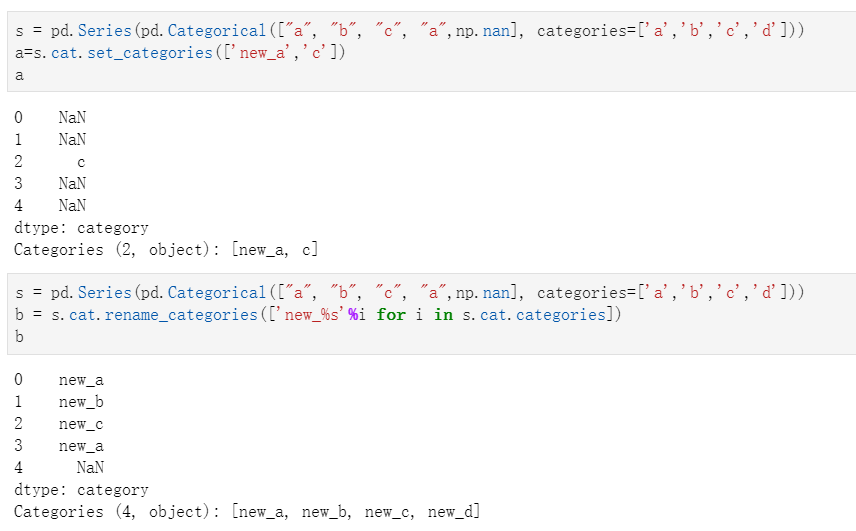 s = pd.Series(pd.Categorical(["a", "b", "c", "a",np.nan], categories=['a','b','c','d']))
a=s.cat.set_categories(['new_a','c'])
a
0    NaN
1    NaN
2      c
3    NaN
4    NaN
dtype: category
Categories (2, object): [new_a, c]
s = pd.Series(pd.Categorical(["a", "b", "c", "a",np.nan], categories=['a','b','c','d']))
b = s.cat.rename_categories(['new_%s'%i for i in s.cat.categories])
b
0    new_a
1    new_b
2    new_c
3    new_a
4      NaN
dtype: category
Categories (4, object): [new_a, new_b, new_c, new_d]